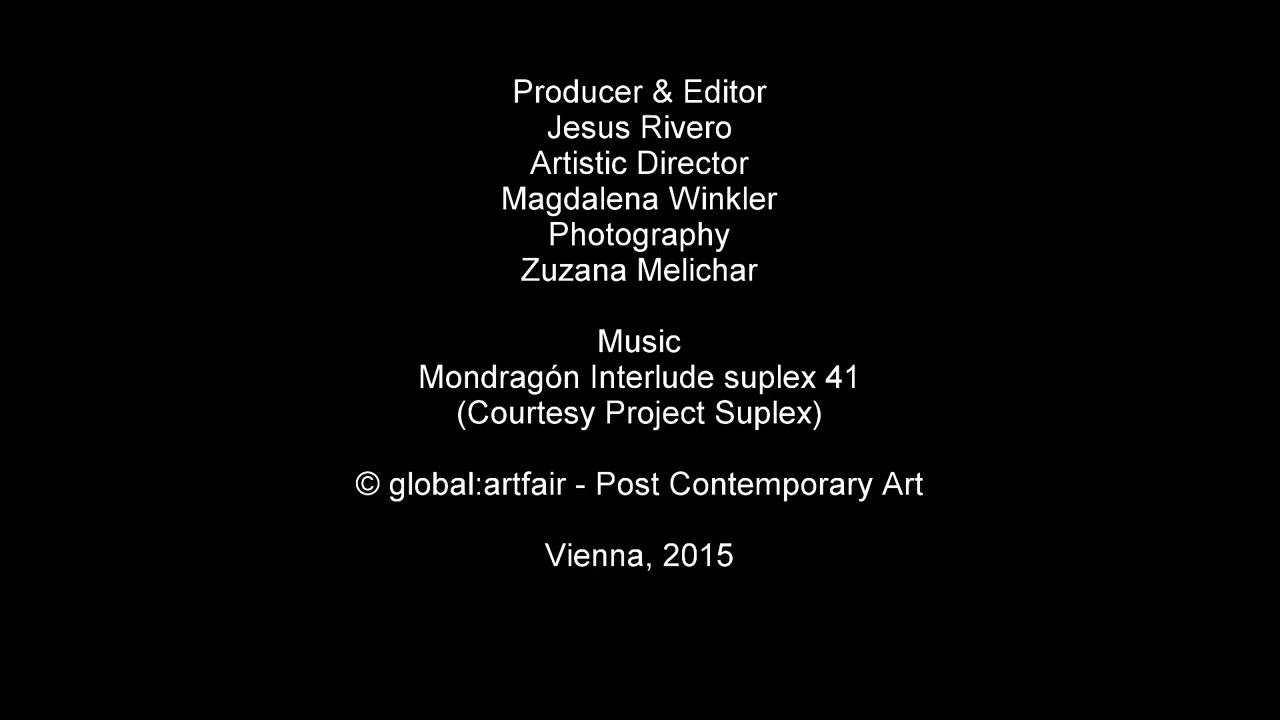 Producer & Editor
Jesus Rivero
Artistic Director
Magdalena Winkler
Photography
Zuzana Melichar
Music
Mondragón Interlude suplex 41
(Courtesy Project Suplex)
© global:artfair - Post Contemporary Art
Vienna, 2015